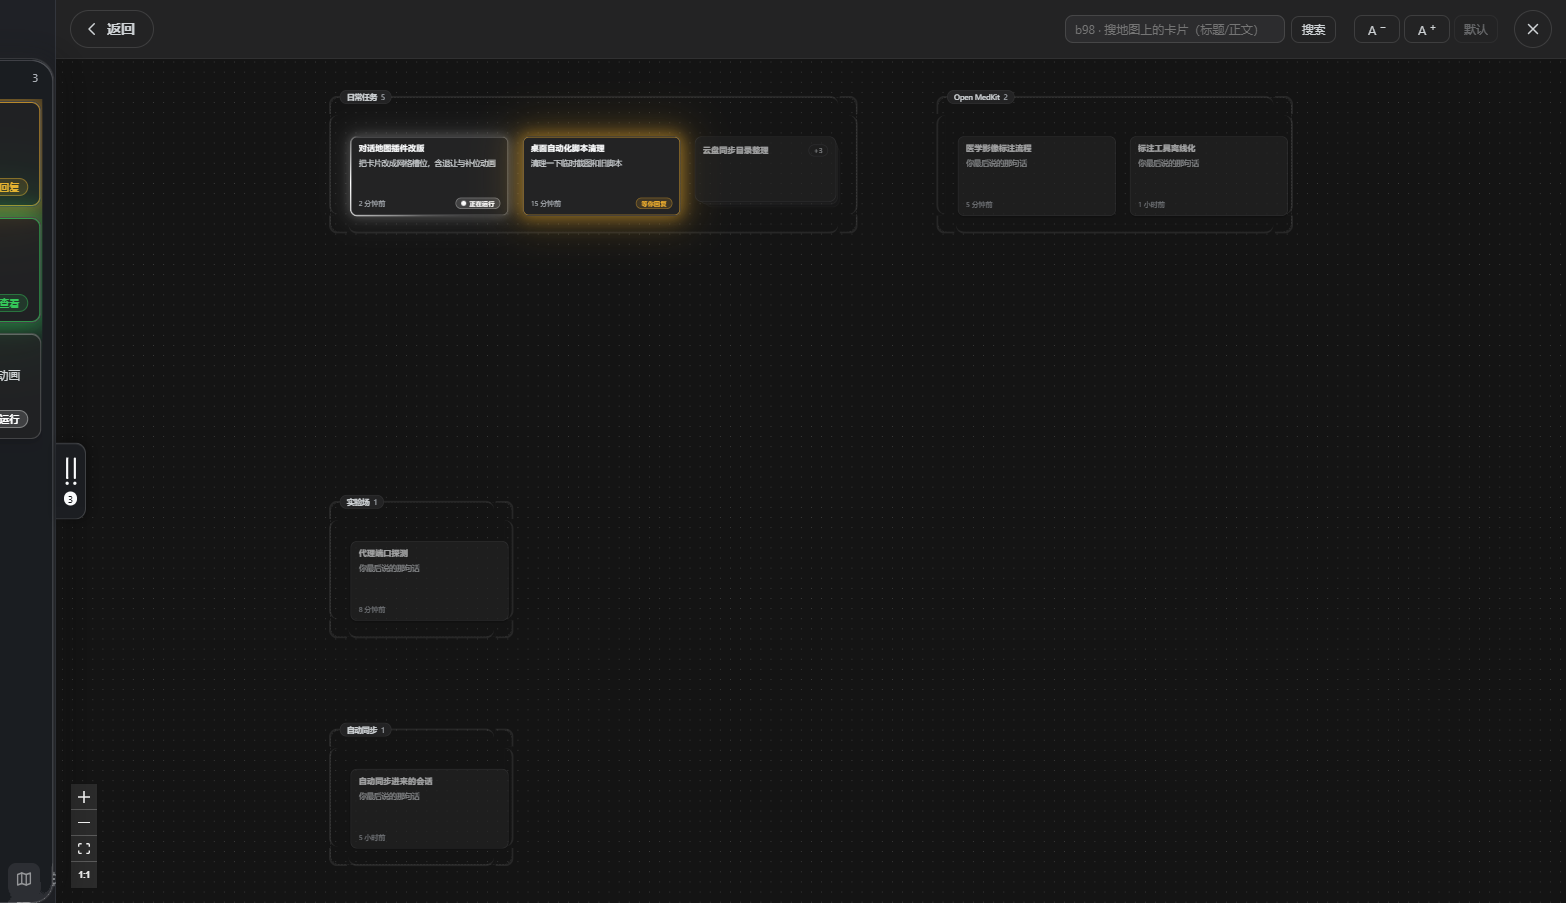 返回
b98 · 搜地图上的卡片（标题/正文）
搜索
A⁻
A⁺
默认
3
回复
查看
动画
运行
3
日常任务 5
对话地图插件改版
把卡片改成网格槽位，含退让与补位动画
2 分钟前
正在运行
桌面自动化脚本清理
清理一下临时截图和旧脚本
15 分钟前
等你回复
云盘同步目录整理
+3
Open MedKit 2
医学影像标注流程
你最后说的那句话
5 分钟前
标注工具离线化
你最后说的那句话
1 小时前
实验场 1
代理端口探测
你最后说的那句话
8 分钟前
自动同步 1
自动同步进来的会话
你最后说的那句话
5 小时前
1:1